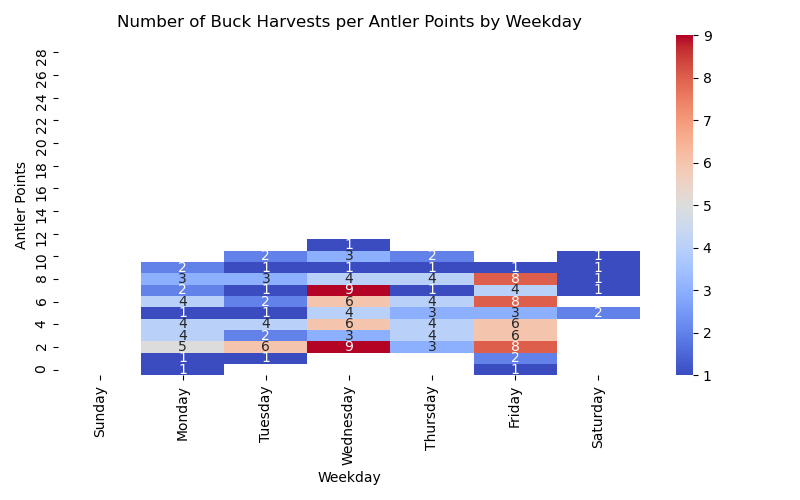 Number of Buck Harvests per Antler Points by Weekday
Antler Points
28
26
24
22
20
18
16
14
12
10
8
6
4
2
0
1
2 3 2 1
2 1 1 1 1 1
3 3 4 4 8 1
2 1 9 1 4 1
4 2 6 4 8
1 1 4 3 3 2
4 4 6 4 6
4 2 3 4 6
5 6 9 3 8
1 1 2
1 1
Sunday Monday Tuesday Wednesday Thursday Friday Saturday
Weekday
9
8
7
6
5
4
3
2
1